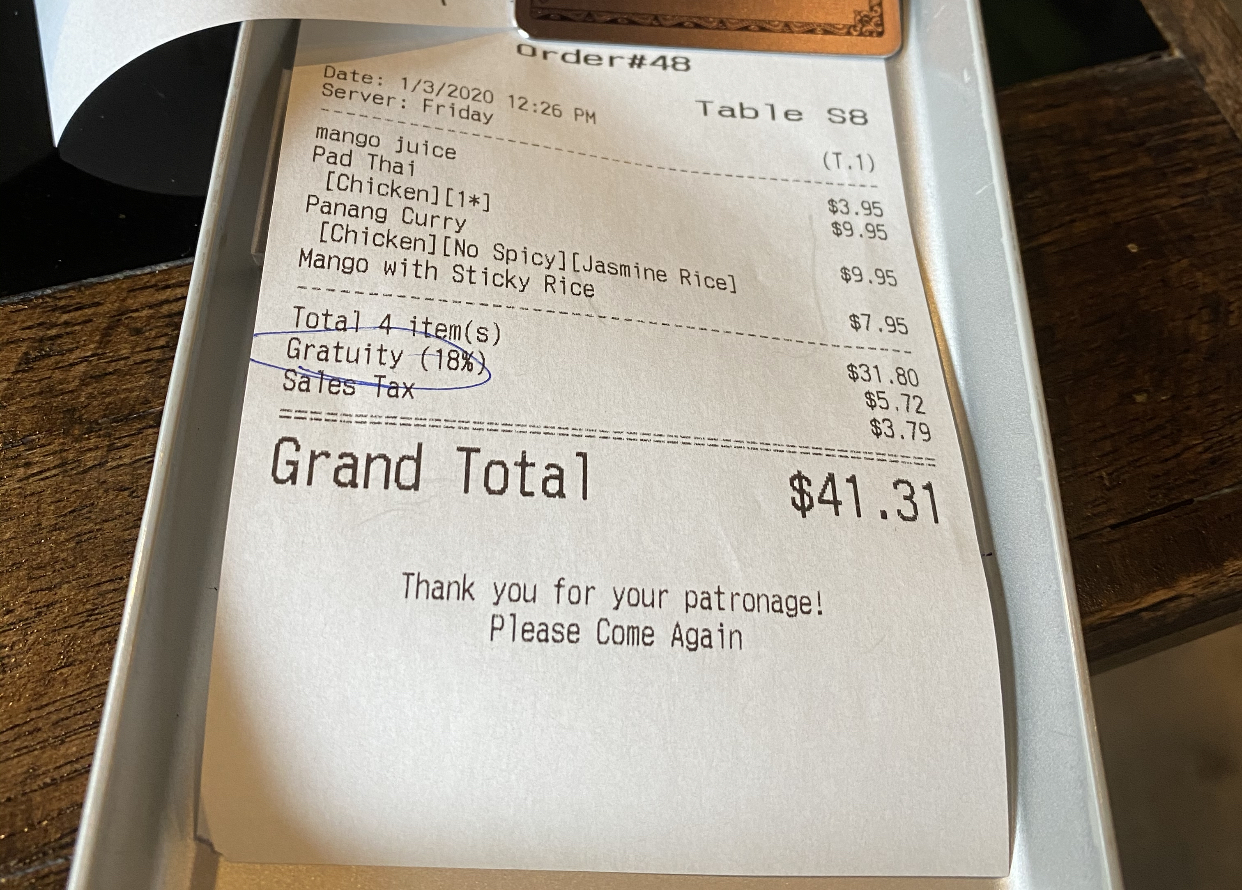 Order#48
Date: 1/3/2020 12:26 PM
Server: Friday
Table S8
(T.1)
mango juice $3.95
Pad Thai $9.95
[Chicken][1*]
Panang Curry $9.95
[Chicken][No Spicy][Jasmine Rice]
Mango with Sticky Rice $7.95
Total 4 item(s) $31.80
Gratuity (18%) $5.72
Sales Tax $3.79
Grand Total $41.31
Thank you for your patronage!
Please Come Again